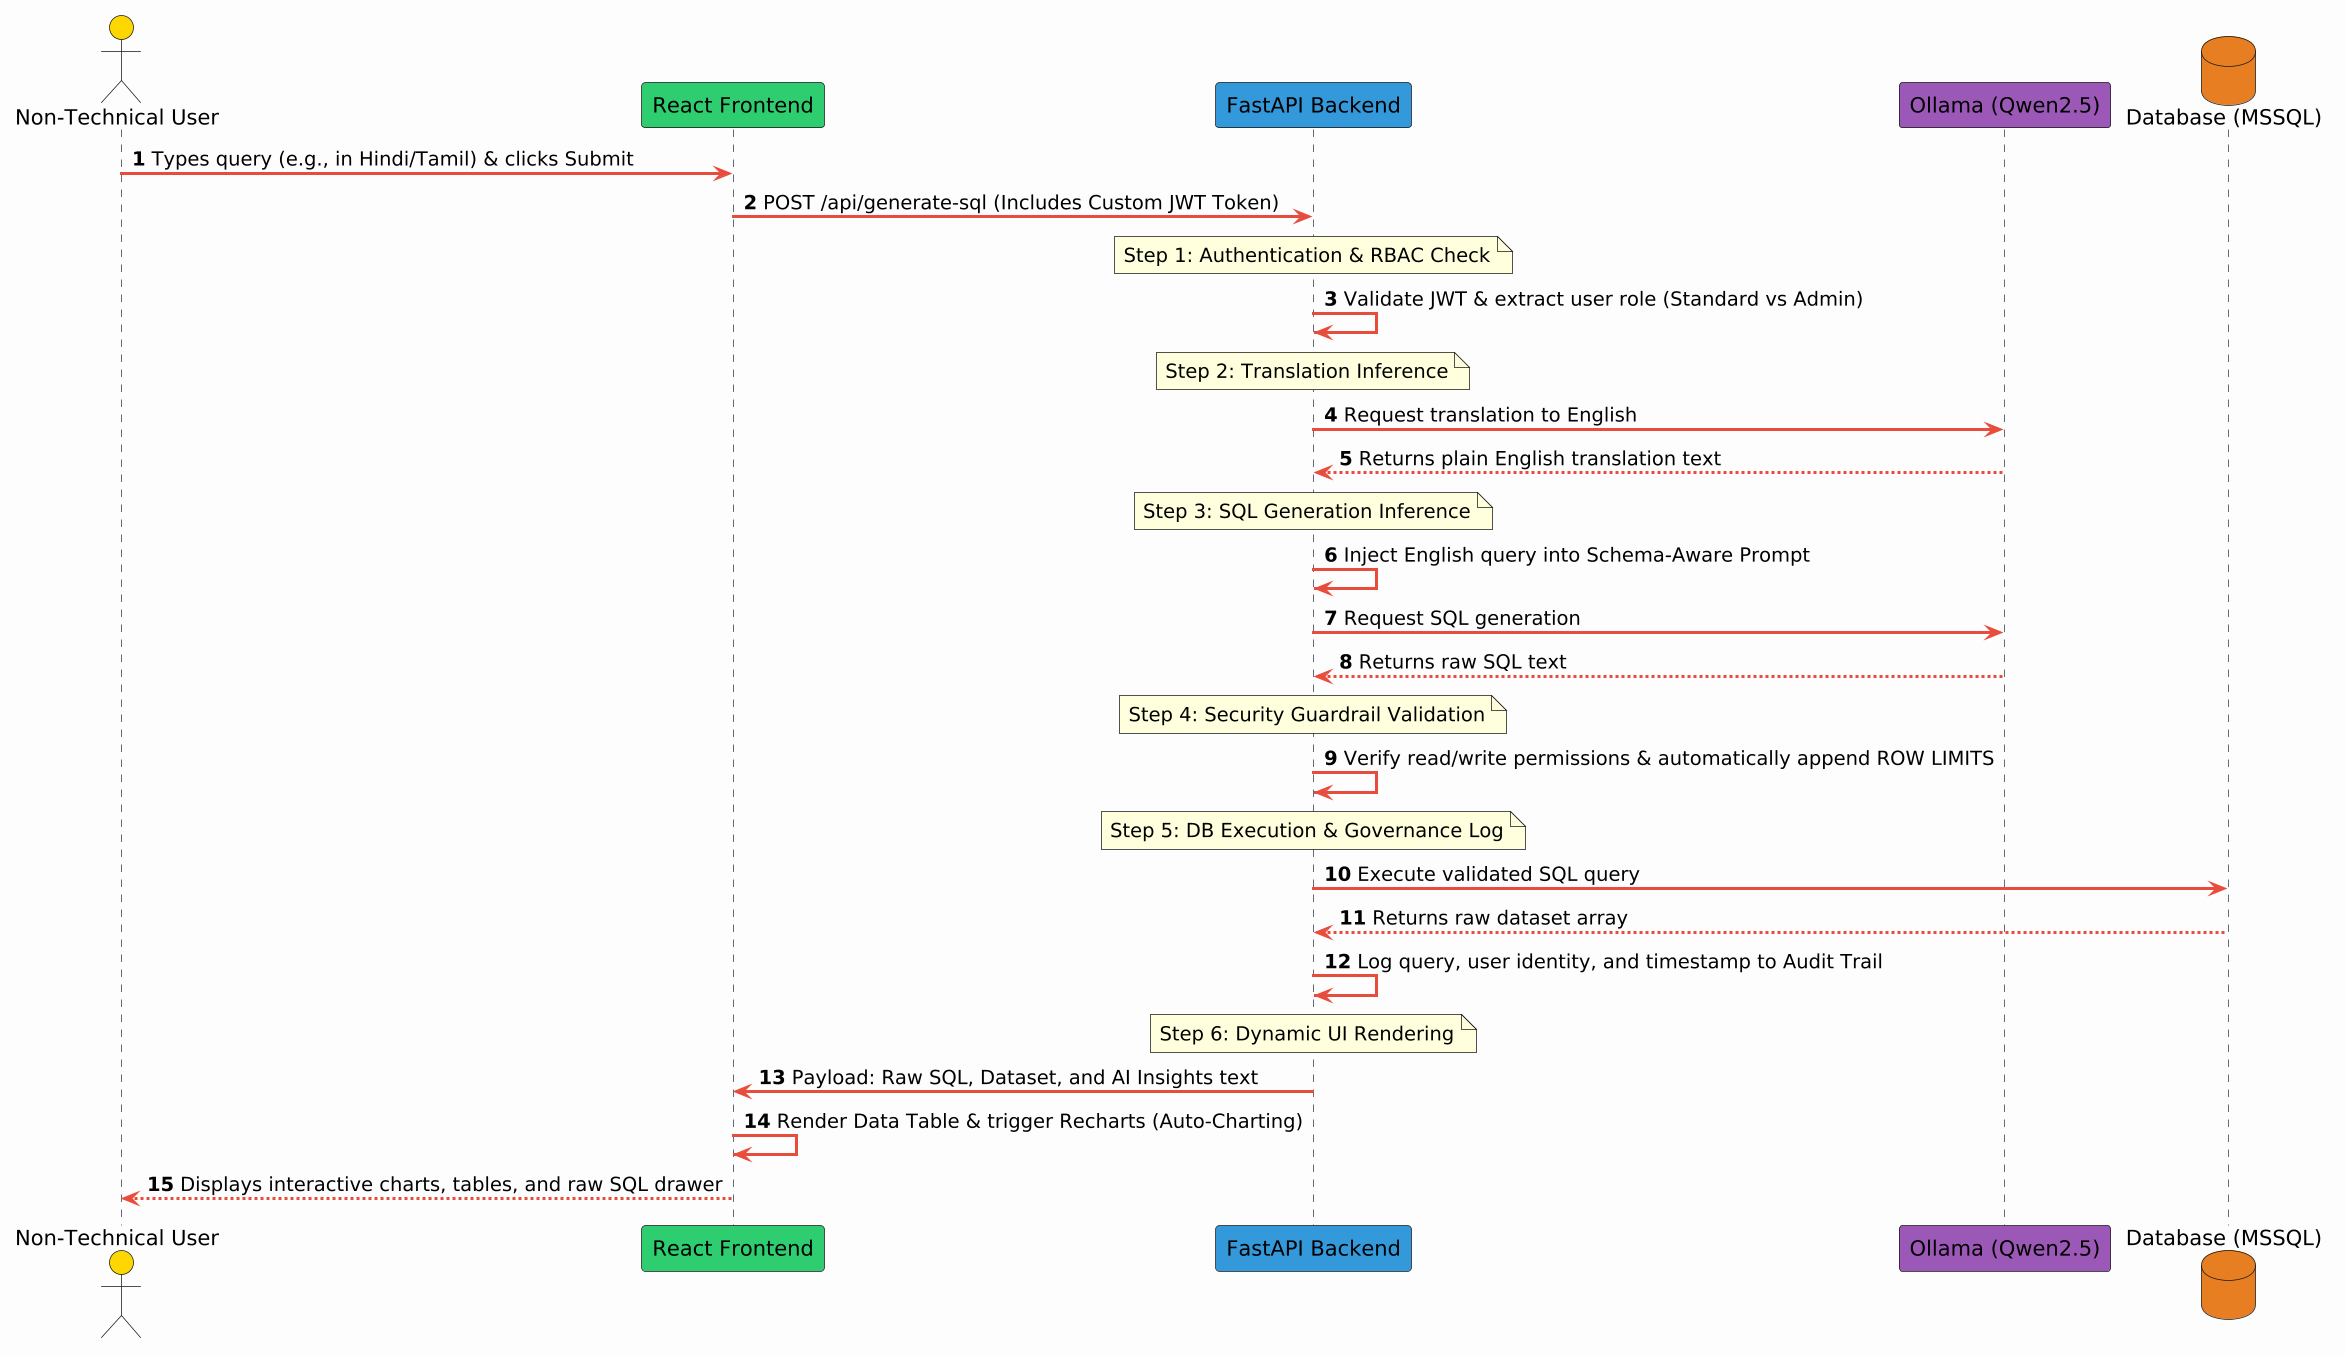 Non-Technical User
React Frontend
FastAPI Backend
Ollama (Qwen2.5)
Database (MSSQL)
1 Types query (e.g., in Hindi/Tamil) & clicks Submit
2 POST /api/generate-sql (Includes Custom JWT Token)
Step 1: Authentication & RBAC Check
3 Validate JWT & extract user role (Standard vs Admin)
Step 2: Translation Inference
4 Request translation to English
5 Returns plain English translation text
Step 3: SQL Generation Inference
6 Inject English query into Schema-Aware Prompt
7 Request SQL generation
8 Returns raw SQL text
Step 4: Security Guardrail Validation
9 Verify read/write permissions & automatically append ROW LIMITS
Step 5: DB Execution & Governance Log
10 Execute validated SQL query
11 Returns raw dataset array
12 Log query, user identity, and timestamp to Audit Trail
Step 6: Dynamic UI Rendering
13 Payload: Raw SQL, Dataset, and AI Insights text
14 Render Data Table & trigger Recharts (Auto-Charting)
15 Displays interactive charts, tables, and raw SQL drawer
Non-Technical User
React Frontend
FastAPI Backend
Ollama (Qwen2.5)
Database (MSSQL)